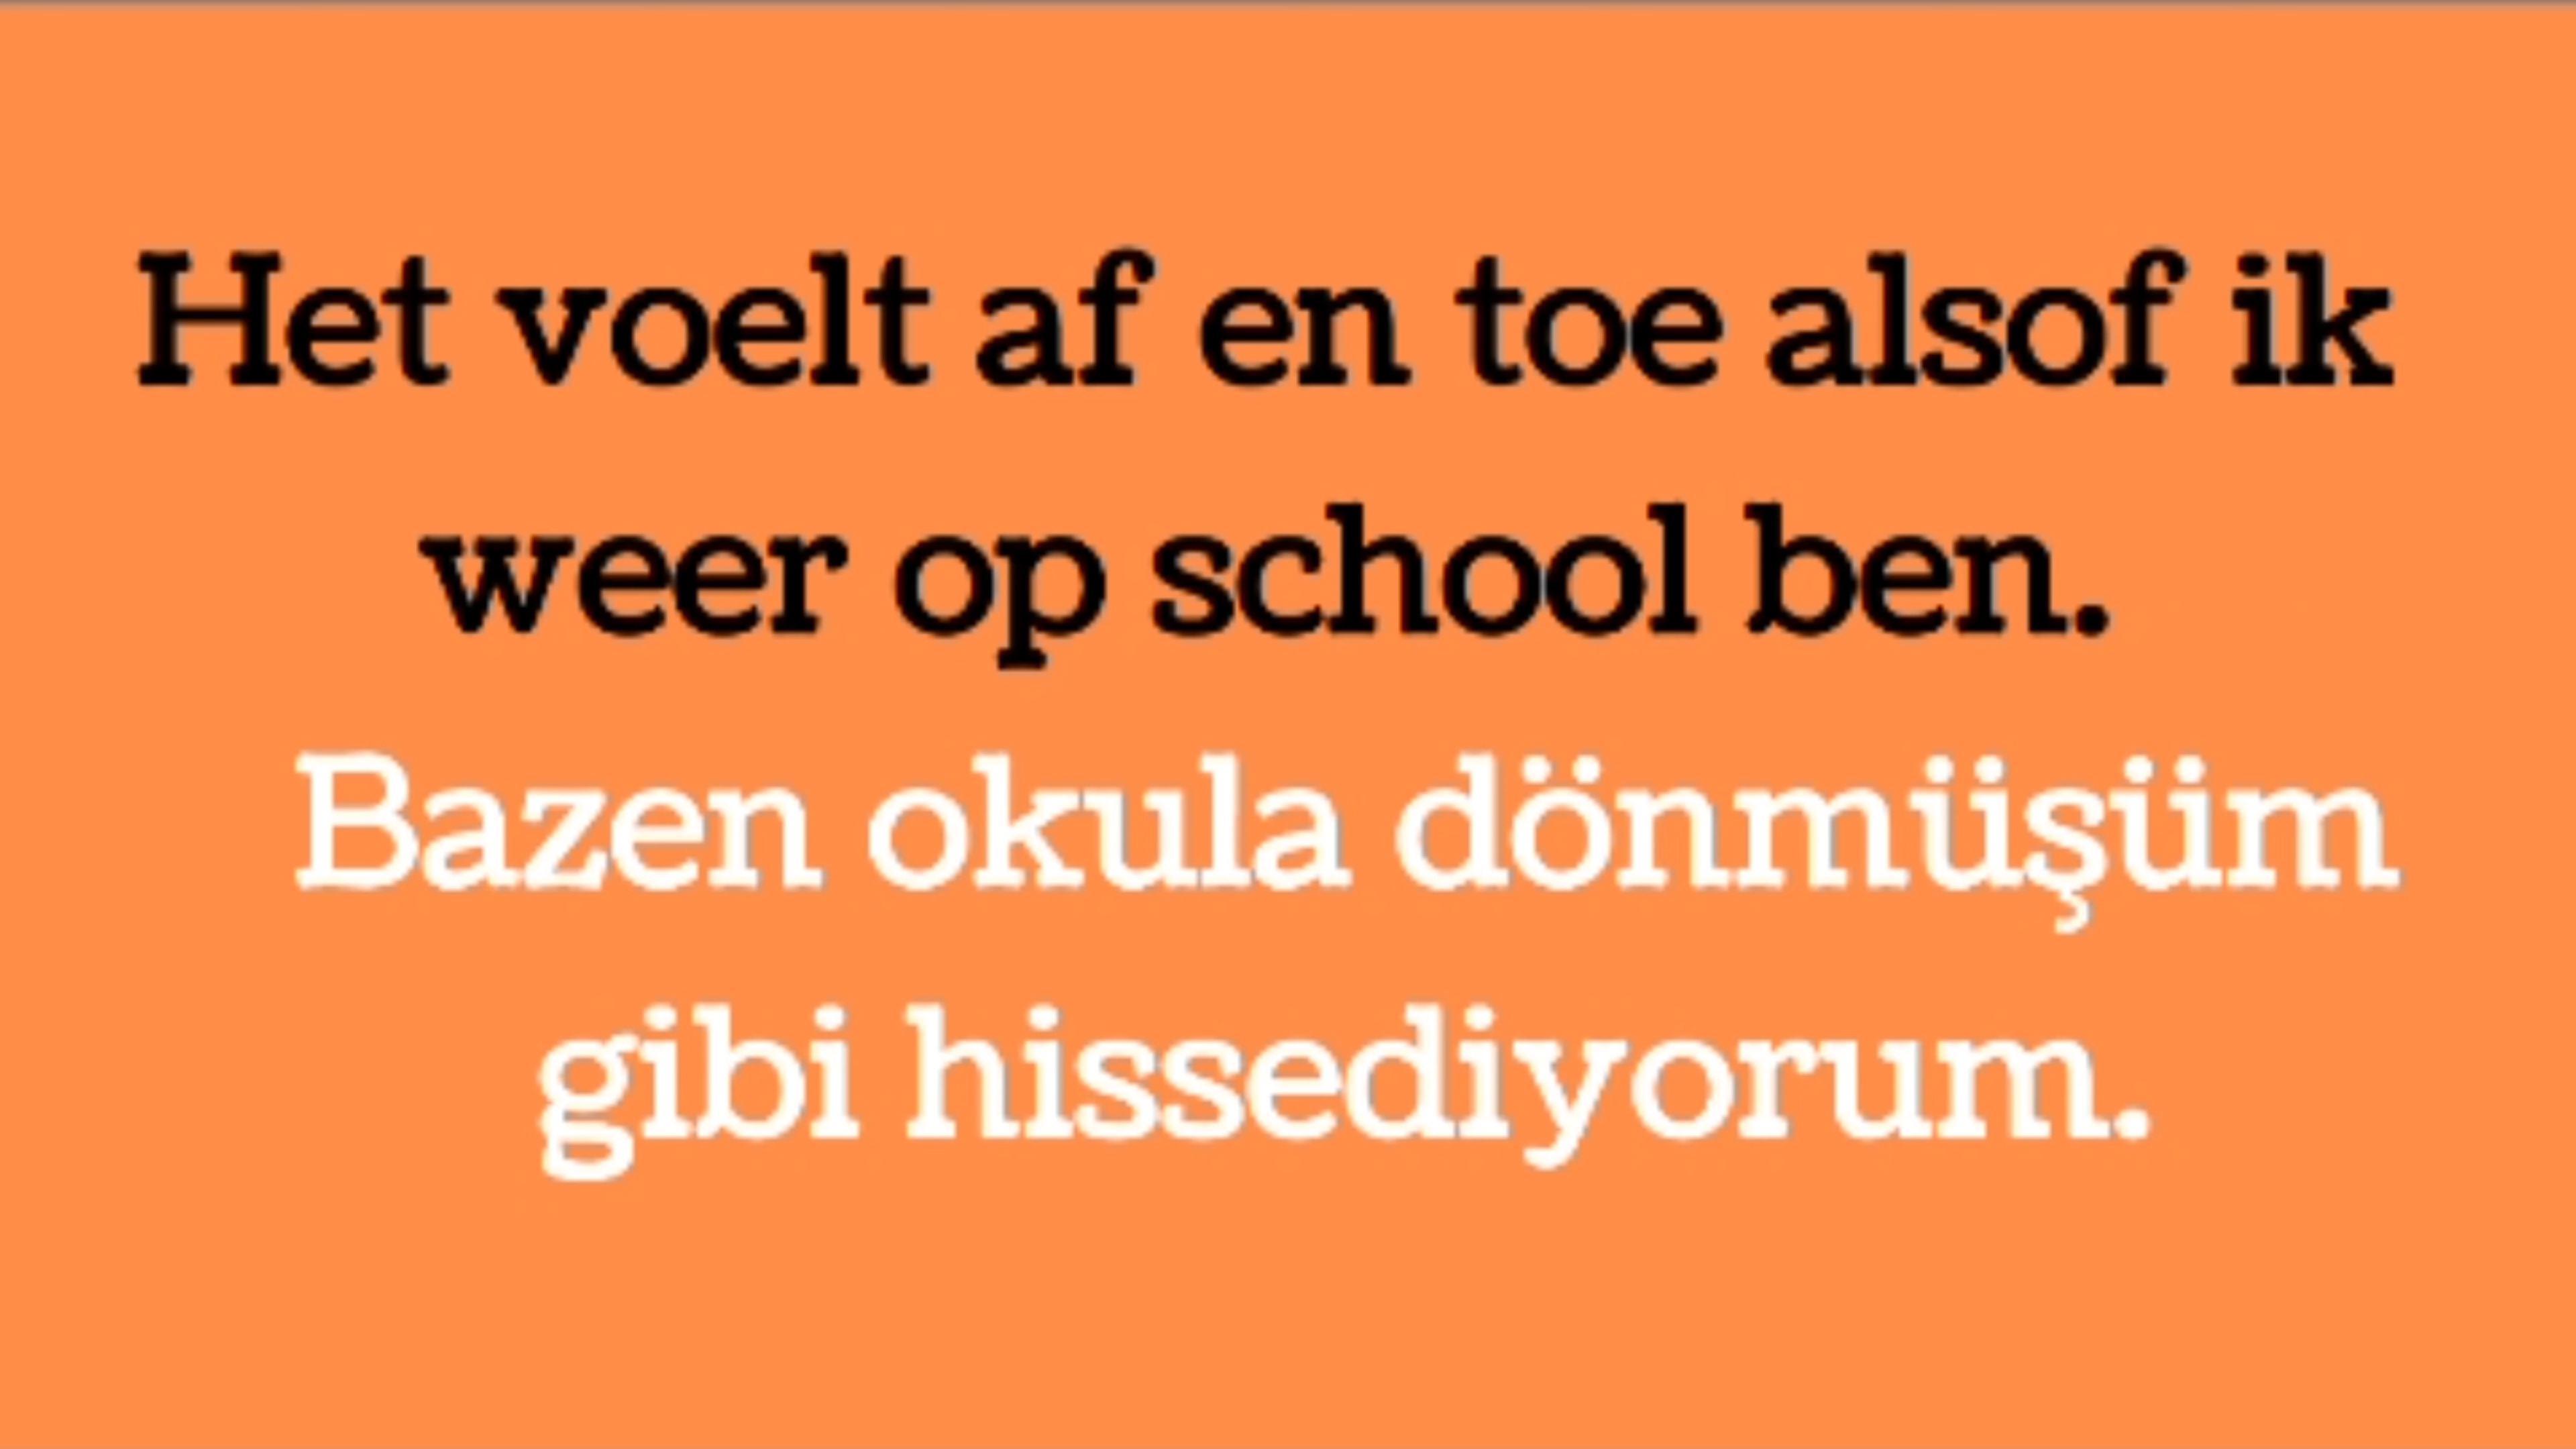 Het voelt af en toe alsof ik
weer op school ben.
Bazen okula dönmüşüm
gibi hissediyorum.